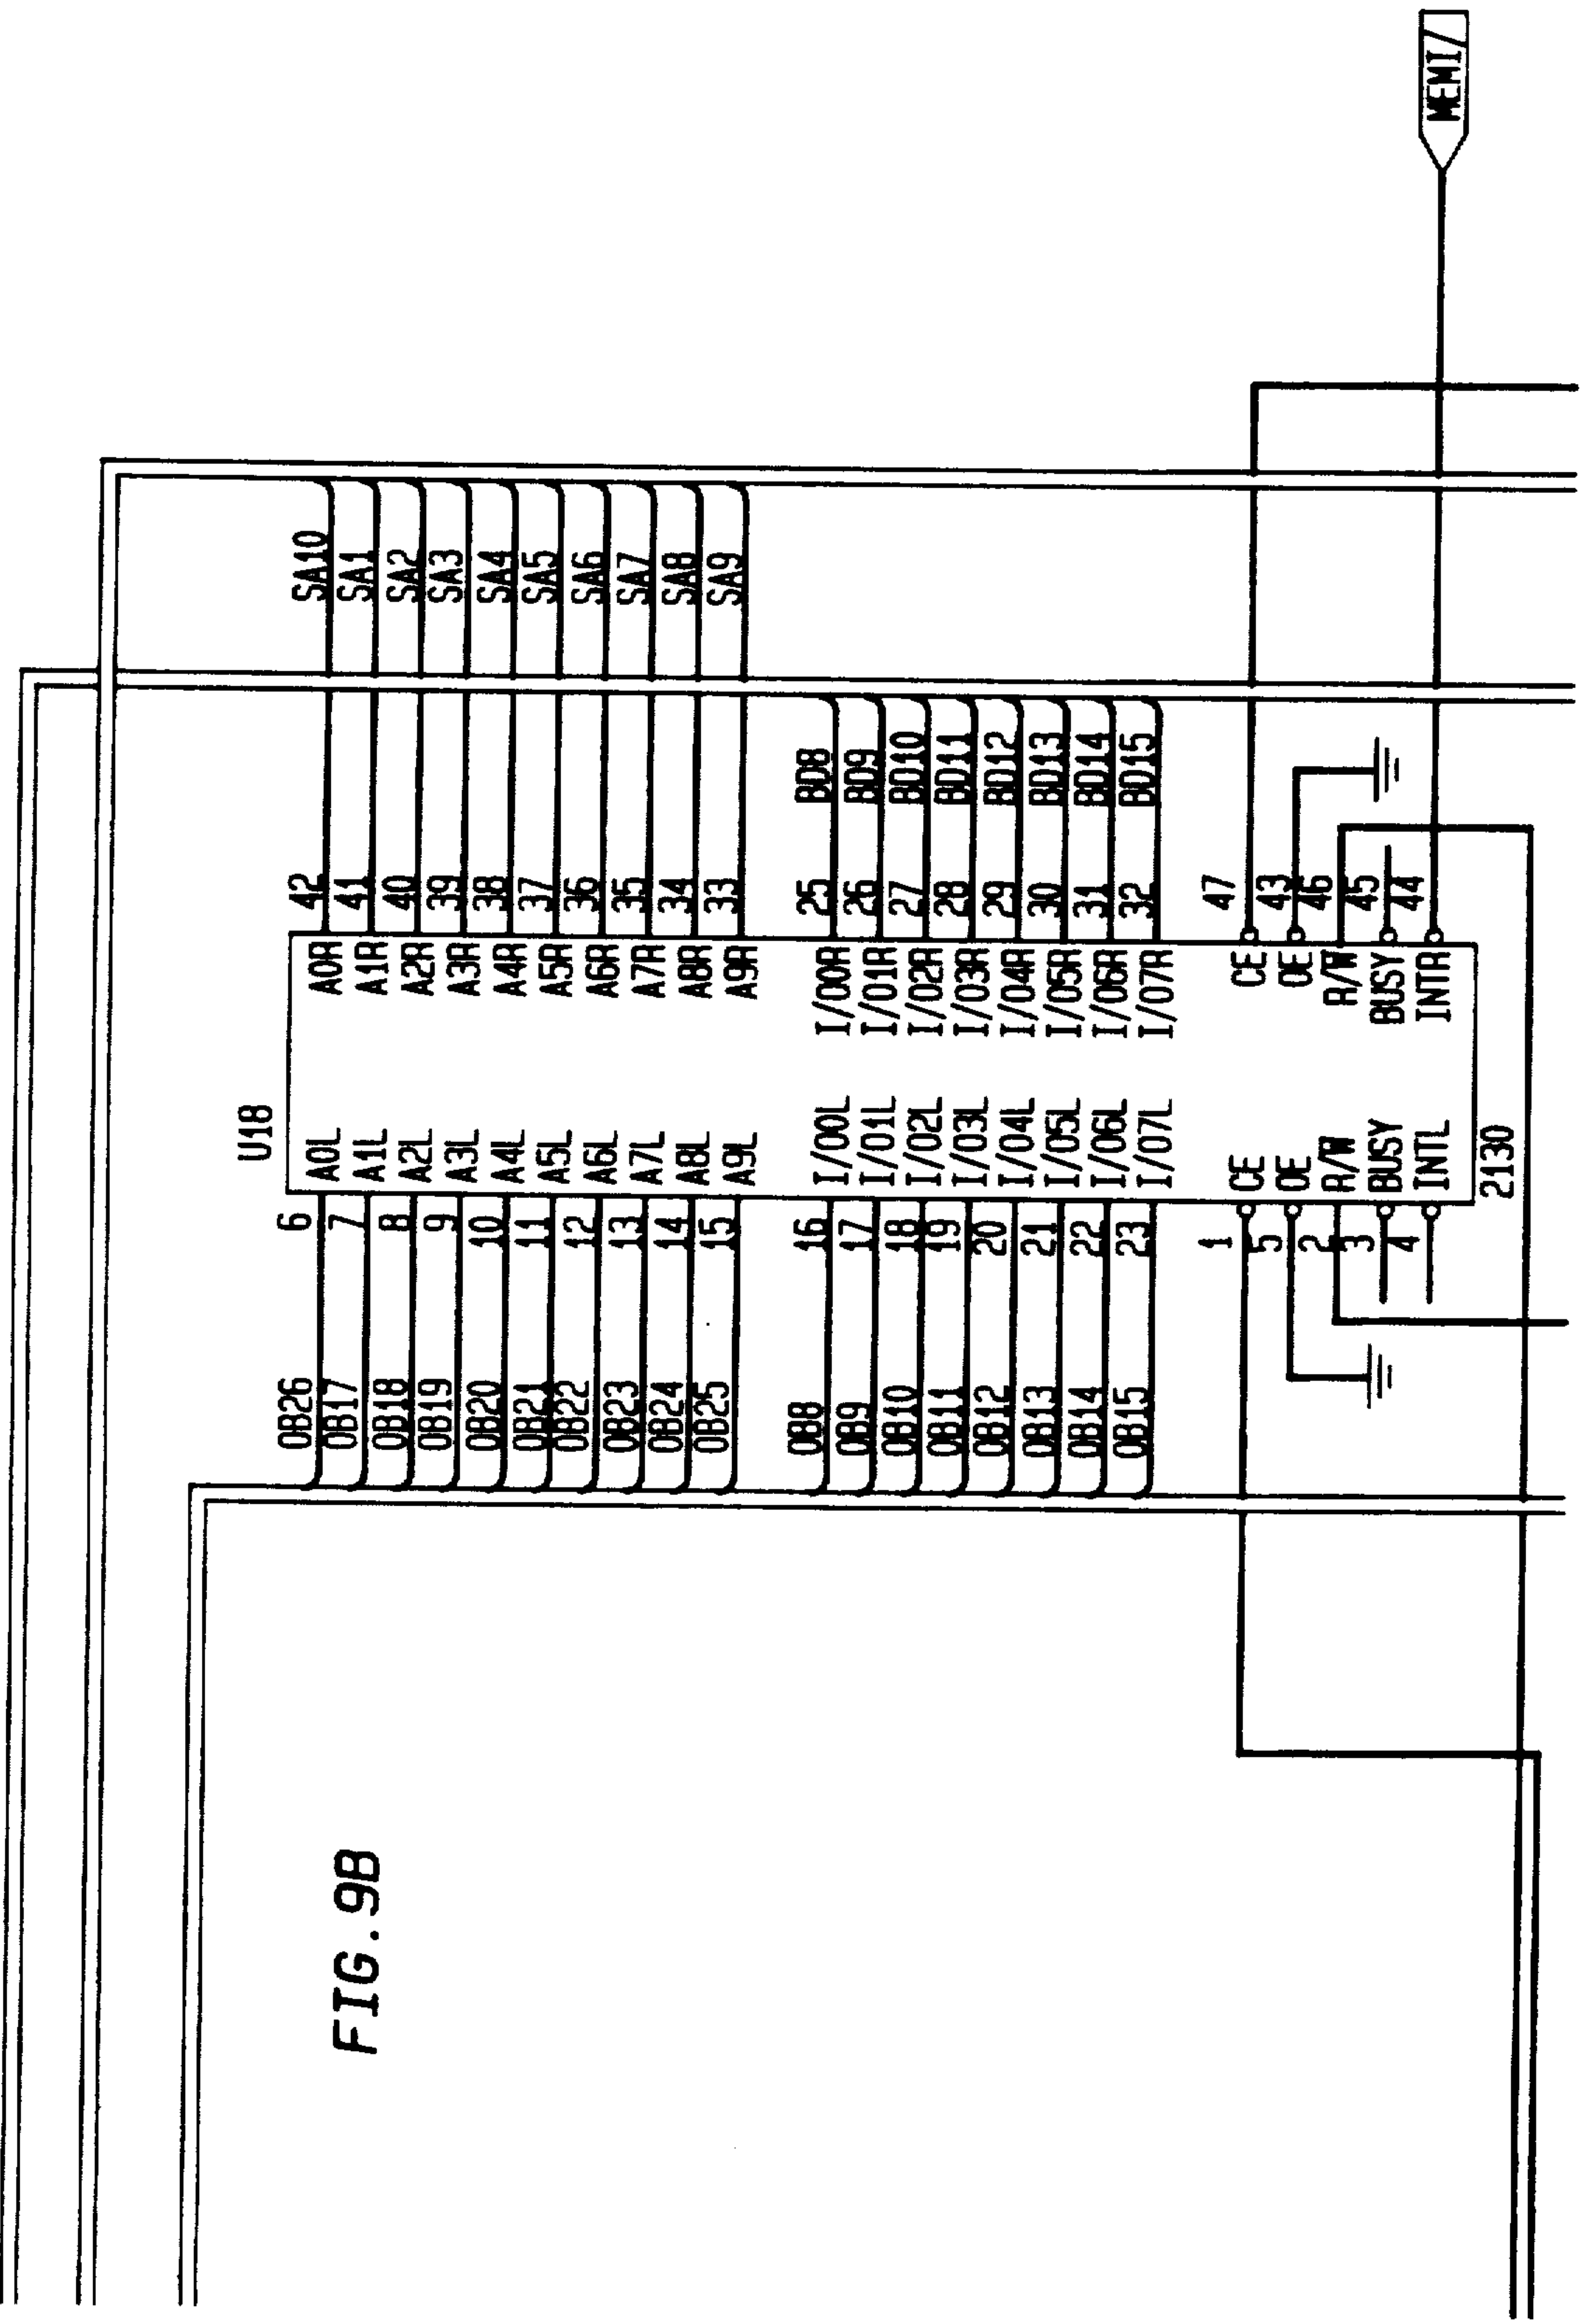 FIG.9B
U18
OB26 6 A0L A0R 42 SA10
OB17 7 A1L A1R 41 SA1
OB18 8 A2L A2R 40 SA2
OB19 9 A3L A3R 39 SA3
OB20 10 A4L A4R 38 SA4
OB21 11 A5L A5R 37 SA5
OB22 12 A6L A6R 36 SA6
OB23 13 A7L A7R 35 SA7
OB24 14 A8L A8R 34 SA8
OB25 15 A9L A9R 33 SA9
OB8 16 I/O0L I/O0R 25 BD8
OB9 17 I/O1L I/O1R 26 BD9
OB10 18 I/O2L I/O2R 27 BD10
OB11 19 I/O3L I/O3R 28 BD11
OB12 20 I/O4L I/O4R 29 BD12
OB13 21 I/O5L I/O5R 30 BD13
OB14 22 I/O6L I/O6R 31 BD14
OB15 23 I/O7L I/O7R 32 BD15
1 CE CE 47
5 OE OE 43
2 R/W R/W 46
3 BUSY BUSY 45
4 INTL INTR 44
MEMI/
2130